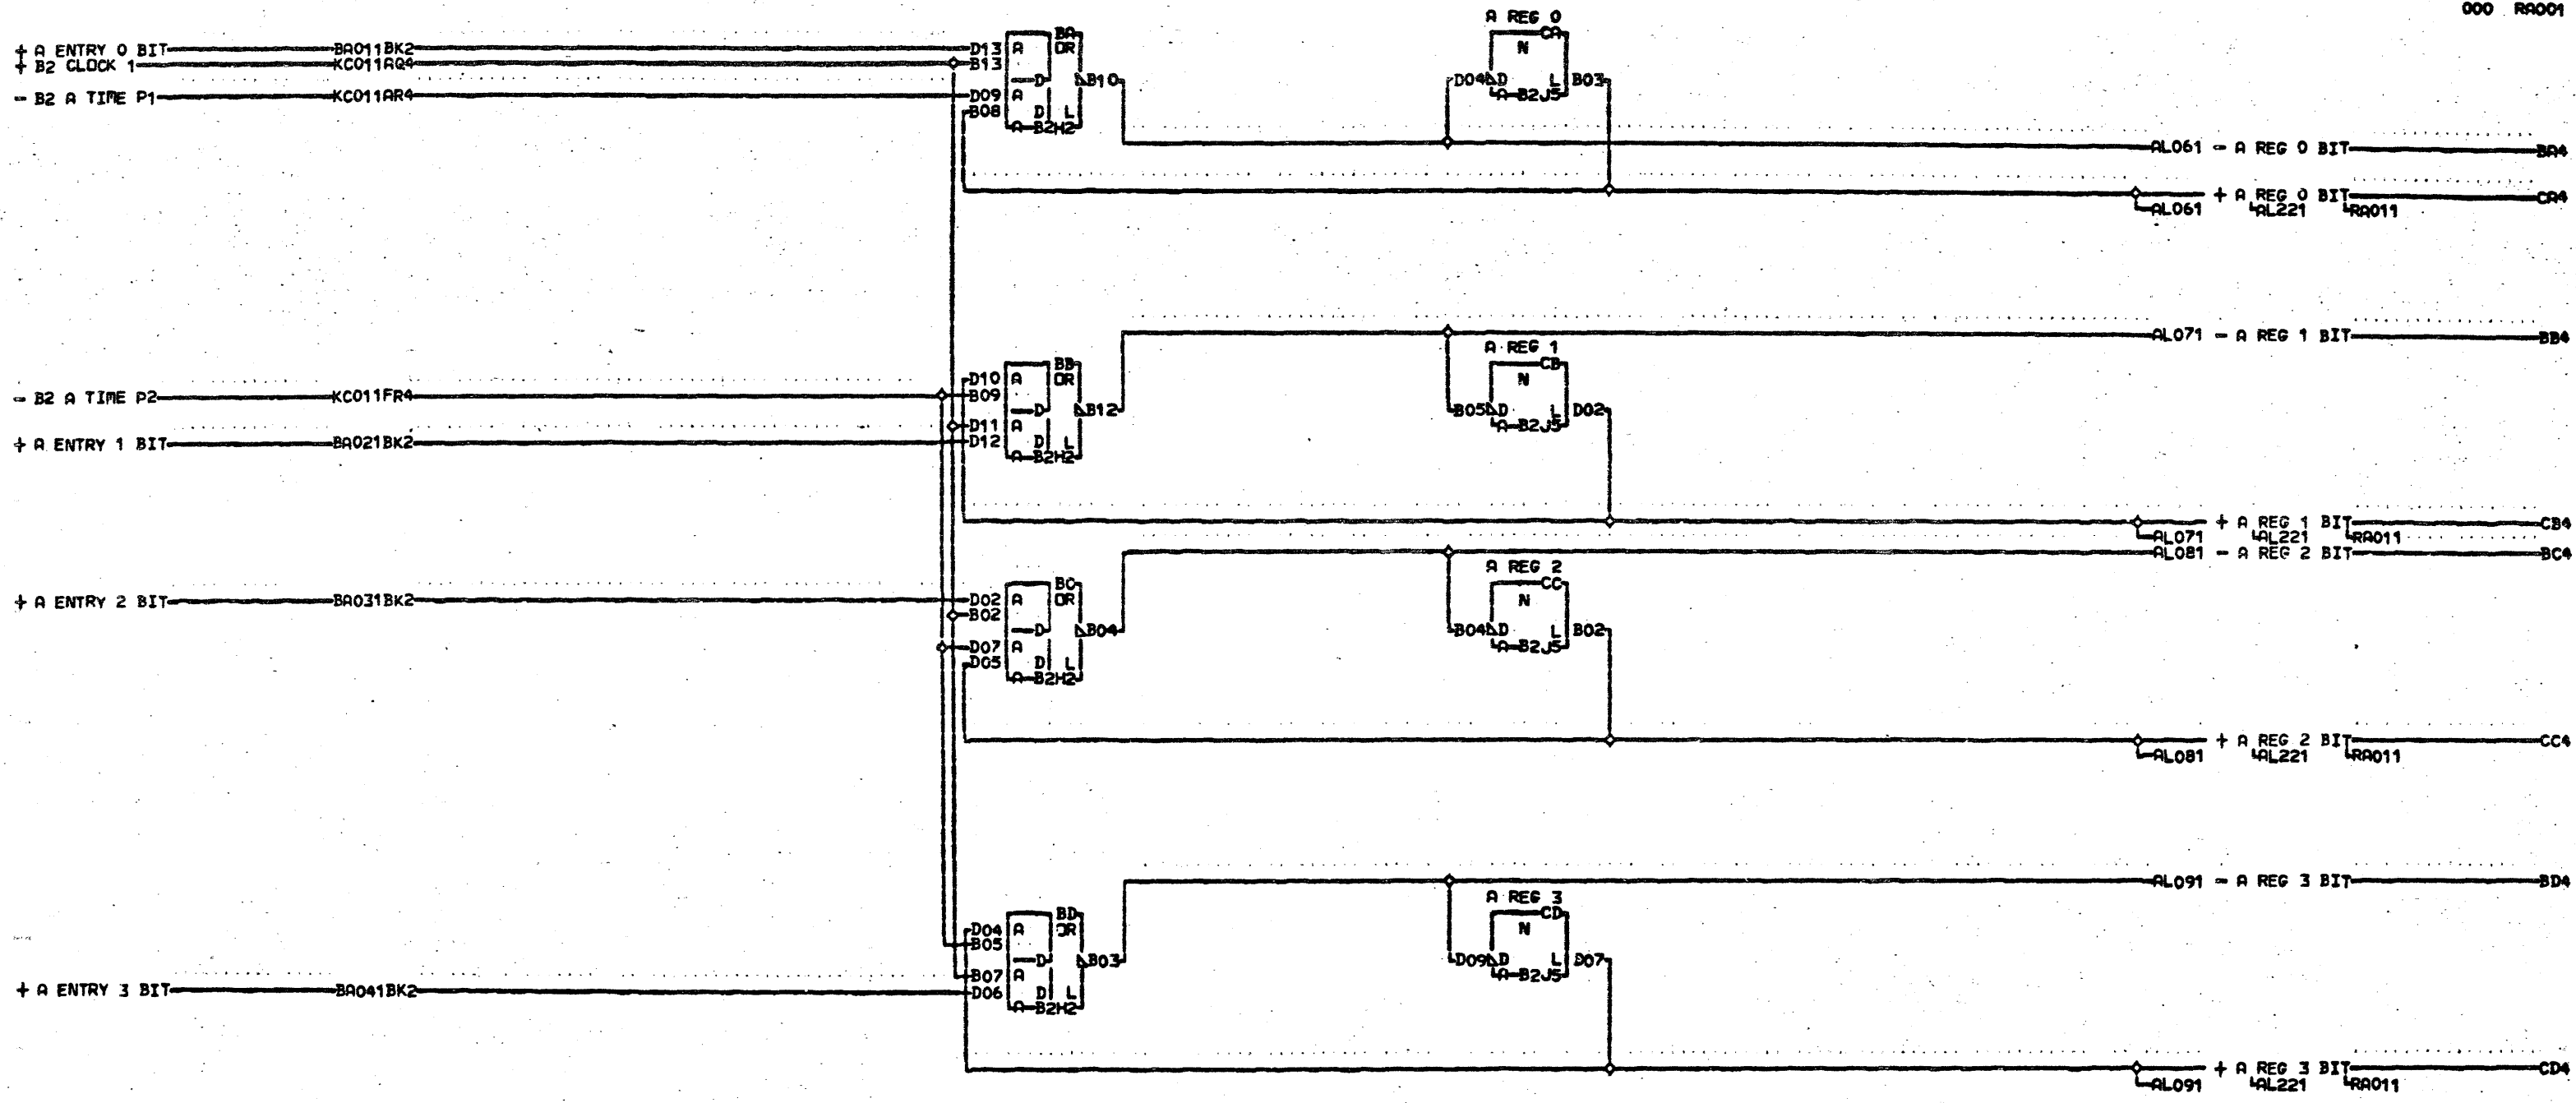 000 RA001
A REG 0
+ A ENTRY 0 BIT BA011BK2 D13 A BA OR
+ B2 CLOCK 1 KC011AQ4 B13
D B10 D04 D N CA L B03
- B2 A TIME P1 KC011AR4 D09 A A B2J5
B08 D L
A B2H2
AL061 - A REG 0 BIT BA4
+ A REG 0 BIT CA4
AL061 AL221 RA011
AL071 - A REG 1 BIT BB4
A REG 1
BB CB
D10 A OR N
- B2 A TIME P2 KC011FR4 B09
D B12 B05 D L D02
D11 A A B2J5
+ A ENTRY 1 BIT BA021BK2 D12 D L
A B2H2
+ A REG 1 BIT CB4
AL071 AL221 RA011
AL081 - A REG 2 BIT BC4
A REG 2
BC CC
+ A ENTRY 2 BIT BA031BK2 D02 A OR N
B02
D B04 B04 D L B02
D07 A A B2J5
D05 D L
A B2H2
+ A REG 2 BIT CC4
AL081 AL221 RA011
AL091 - A REG 3 BIT BD4
A REG 3
BD CD
D04 A OR N
B05
D B03 D09 D L D07
B07 A A B2J5
+ A ENTRY 3 BIT BA041BK2 D06 D L
A B2H2
+ A REG 3 BIT CD4
AL091 AL221 RA011